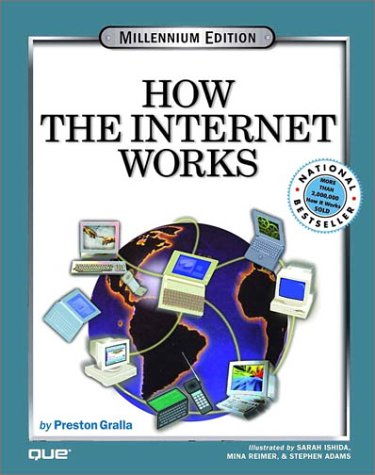 MILLENNIUM EDITION
HOW
THE INTERNET
WORKS
NATIONAL
MORE
THAN
2,000,000
How It Works
SOLD
BESTSELLER
by Preston Gralla
QUE®
Illustrated by SARAH ISHIDA,
MINA REIMER, & STEPHEN ADAMS